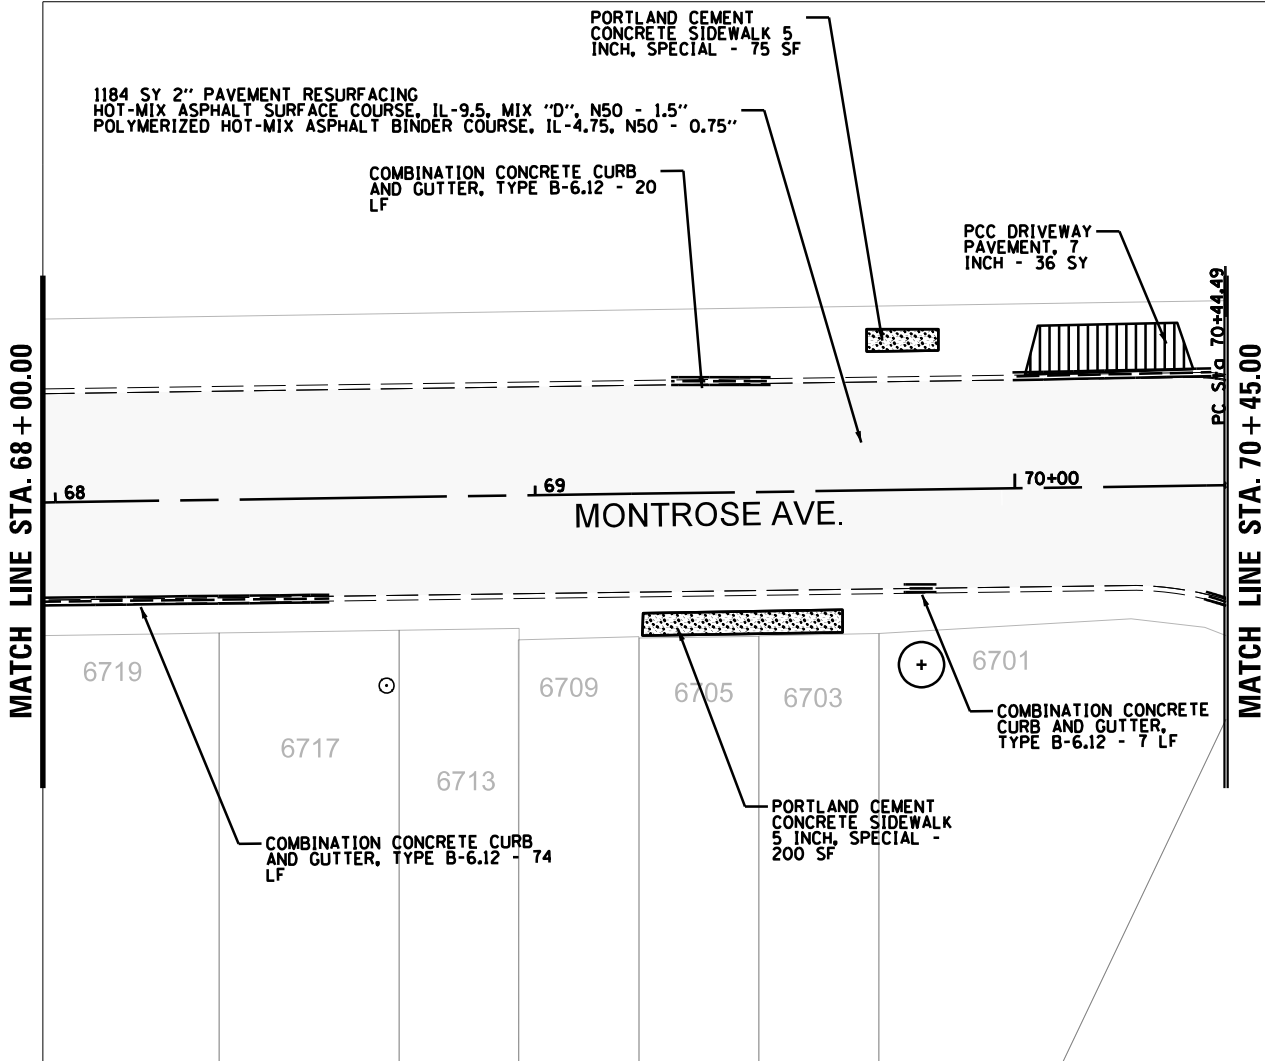 PORTLAND CEMENT
CONCRETE SIDEWALK 5
INCH, SPECIAL - 75 SF
1184 SY 2" PAVEMENT RESURFACING
HOT-MIX ASPHALT SURFACE COURSE, IL-9.5, MIX "D", N50 - 1.5"
POLYMERIZED HOT-MIX ASPHALT BINDER COURSE, IL-4.75, N50 - 0.75"
COMBINATION CONCRETE CURB
AND GUTTER, TYPE B-6.12 - 20
LF
PCC DRIVEWAY
PAVEMENT, 7
INCH - 36 SY
PC Sta 70+44.49
MATCH LINE STA. 68+00.00
MATCH LINE STA. 70+45.00
68
69
70+00
MONTROSE AVE.
6719
6717
6713
6709
6705
6703
6701
COMBINATION CONCRETE
CURB AND GUTTER,
TYPE B-6.12 - 7 LF
PORTLAND CEMENT
CONCRETE SIDEWALK
5 INCH, SPECIAL -
200 SF
COMBINATION CONCRETE CURB
AND GUTTER, TYPE B-6.12 - 74
LF